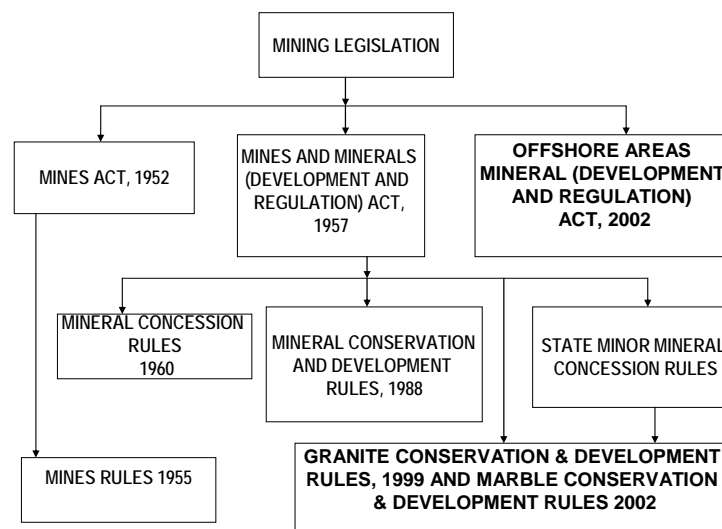 MINING LEGISLATION
MINES ACT, 1952
MINES AND MINERALS
(DEVELOPMENT AND
REGULATION) ACT,
1957
OFFSHORE AREAS
MINERAL (DEVELOPMENT
AND REGULATION)
ACT, 2002
MINERAL CONCESSION
RULES
1960
MINERAL CONSERVATION
AND DEVELOPMENT
RULES, 1988
STATE MINOR MINERAL
CONCESSION RULES
MINES RULES 1955
GRANITE CONSERVATION & DEVELOPMENT
RULES, 1999 AND MARBLE CONSERVATION
& DEVELOPMENT RULES 2002